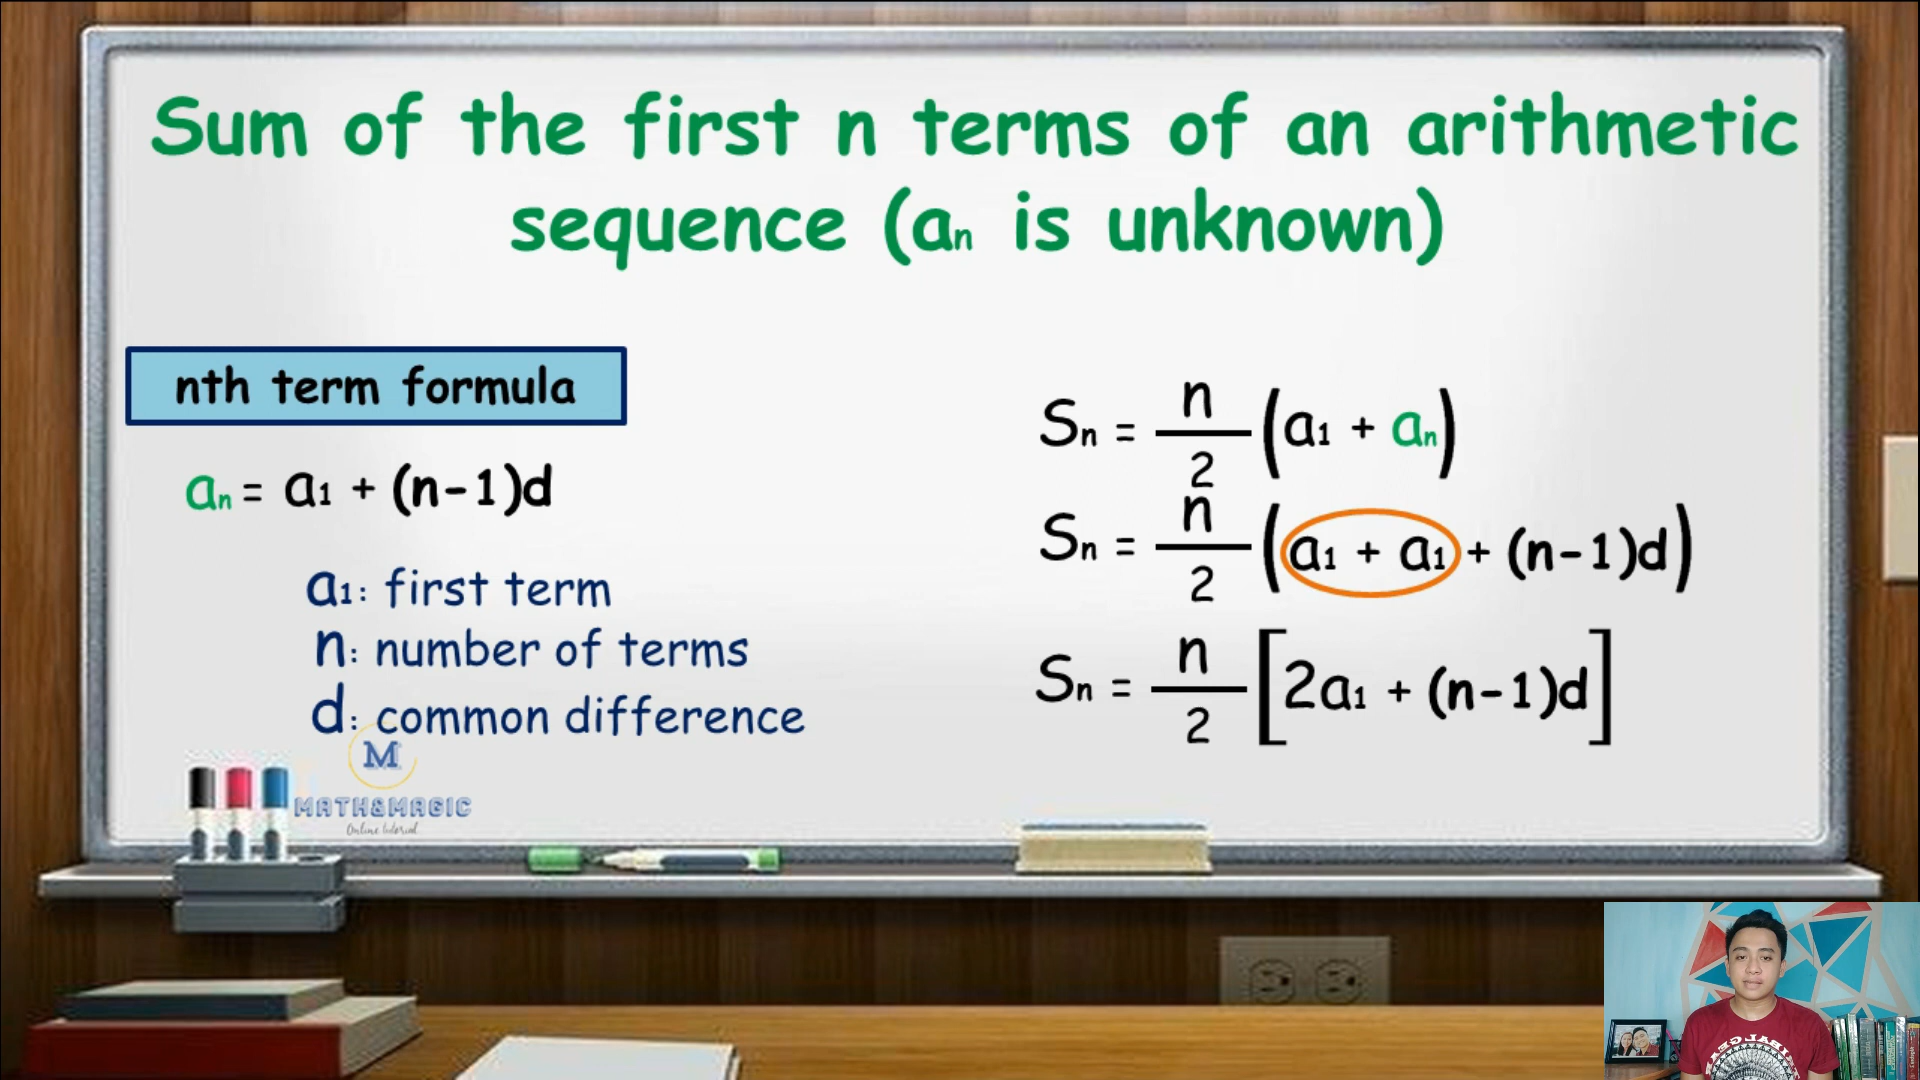 Sum of the first n terms of an arithmetic
sequence (aₙ is unknown)
nth term formula
aₙ = a₁ + (n-1)d
a₁: first term
n: number of terms
d: common difference
Sₙ = n/2 (a₁ + aₙ)
Sₙ = n/2 (a₁ + a₁ + (n-1)d)
Sₙ = n/2 [2a₁ + (n-1)d]
M
MATH&MAGIC
Online tutorial